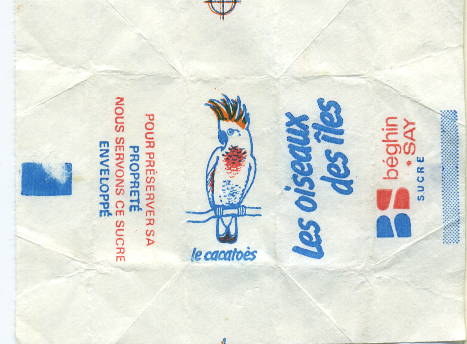 béghin
SAY
SUCRE
Les oiseaux
des îles
le cacatoès
POUR PRÉSERVER SA
PROPRETÉ
NOUS SERVONS CE SUCRE
ENVELOPPÉ